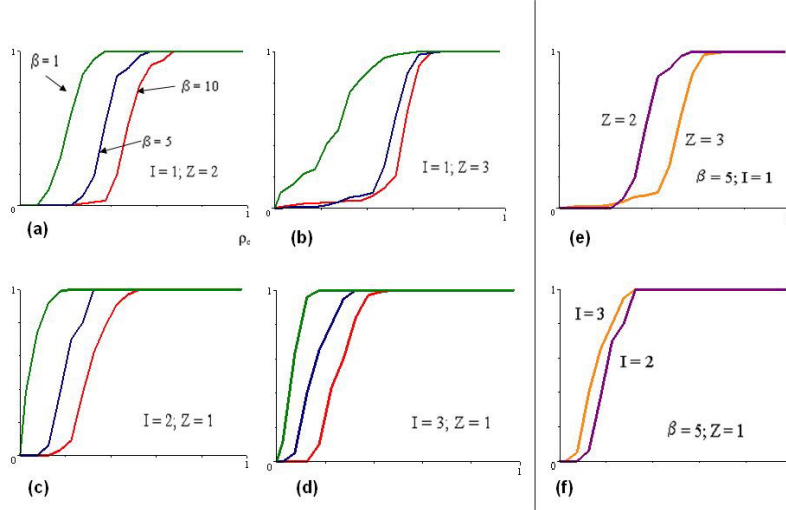 1
β = 1
β = 10
β = 5
I = 1; Z = 2
0
1
(a)
ρc
1
I = 1; Z = 3
0
1
(b)
1
Z = 2
Z = 3
β = 5; I = 1
0
(e)
1
I = 2; Z = 1
0
1
(c)
1
I = 3; Z = 1
0
1
(d)
1
I = 3
I = 2
β = 5; Z = 1
0
(f)